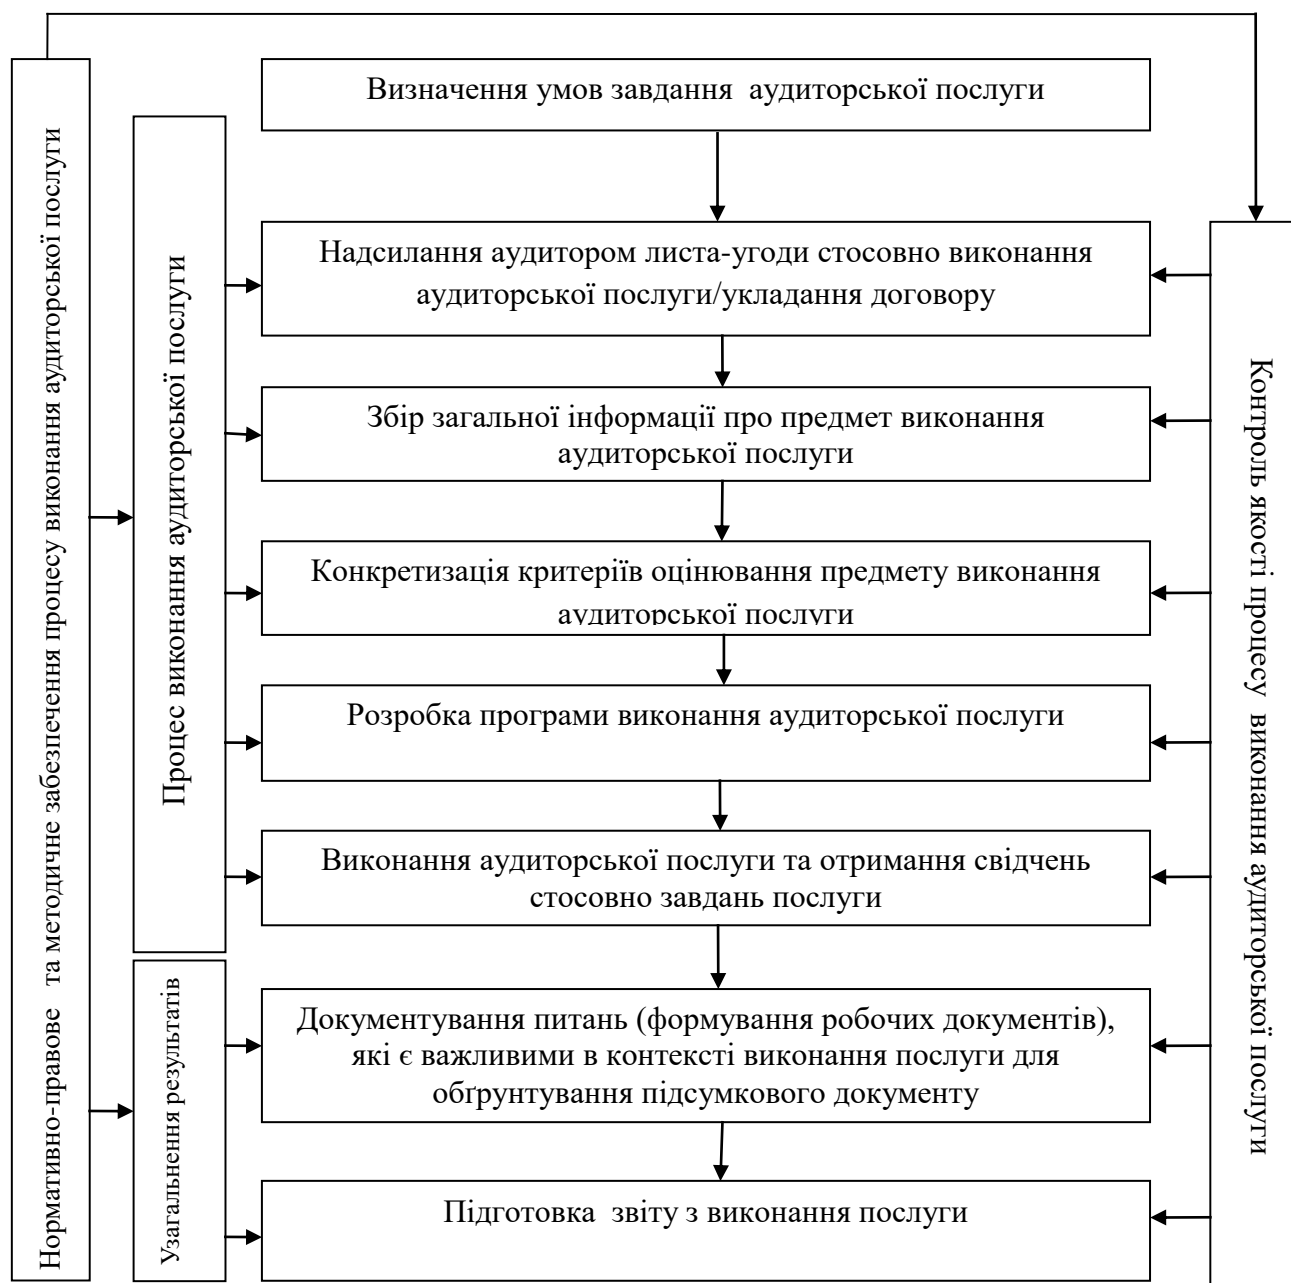 Визначення умов завдання аудиторської послуги
Надсилання аудитором листа-угоди стосовно виконання
аудиторської послуги/укладання договору
Збір загальної інформації про предмет виконання
аудиторської послуги
Конкретизація критеріїв оцінювання предмету виконання
аудиторської послуги
Розробка програми виконання аудиторської послуги
Виконання аудиторської послуги та отримання свідчень
стосовно завдань послуги
Документування питань (формування робочих документів),
які є важливими в контексті виконання послуги для
обґрунтування підсумкового документу
Підготовка звіту з виконання послуги
Нормативно-правове та методичне забезпечення процесу виконання аудиторської послуги
Процес виконання аудиторської послуги
Узагальнення результатів
Контроль якості процесу виконання аудиторської послуги